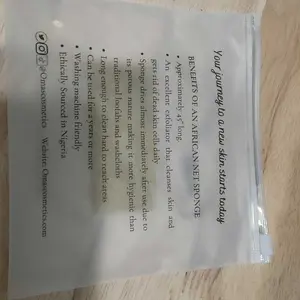 Your journey to a new skin starts today
BENEFITS OF AN AFRICAN NET SPONGE
• Approximately 45" long.
• An excellent exfoliator that cleanses skin and
gets rid of dead skin cells daily
• Sponge dries almost immediately after use due to
its porous nature making it more hygienic than
traditional loofahs and washcloths
• Long enough to clean hard to reach areas
• Can be used for 2 years or more
• Washing machine friendly
• Ethically Sourced in Nigeria
@Omascosmetics Website: Omascosmetics.com